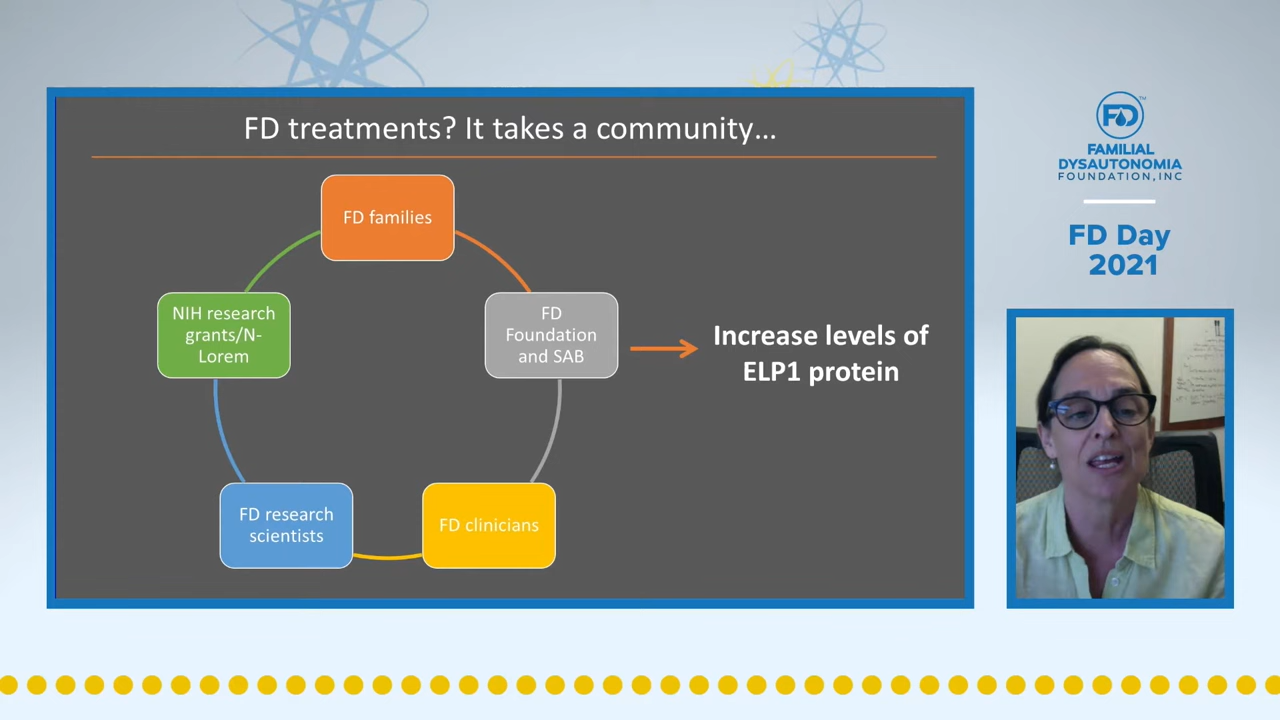 FD treatments? It takes a community...
FD families
NIH research
grants/N-
Lorem
FD
Foundation
and SAB
Increase levels of
ELP1 protein
FD research
scientists
FD clinicians
FD
™
FAMILIAL
DYSAUTONOMIA
FOUNDATION, INC
FD Day
2021